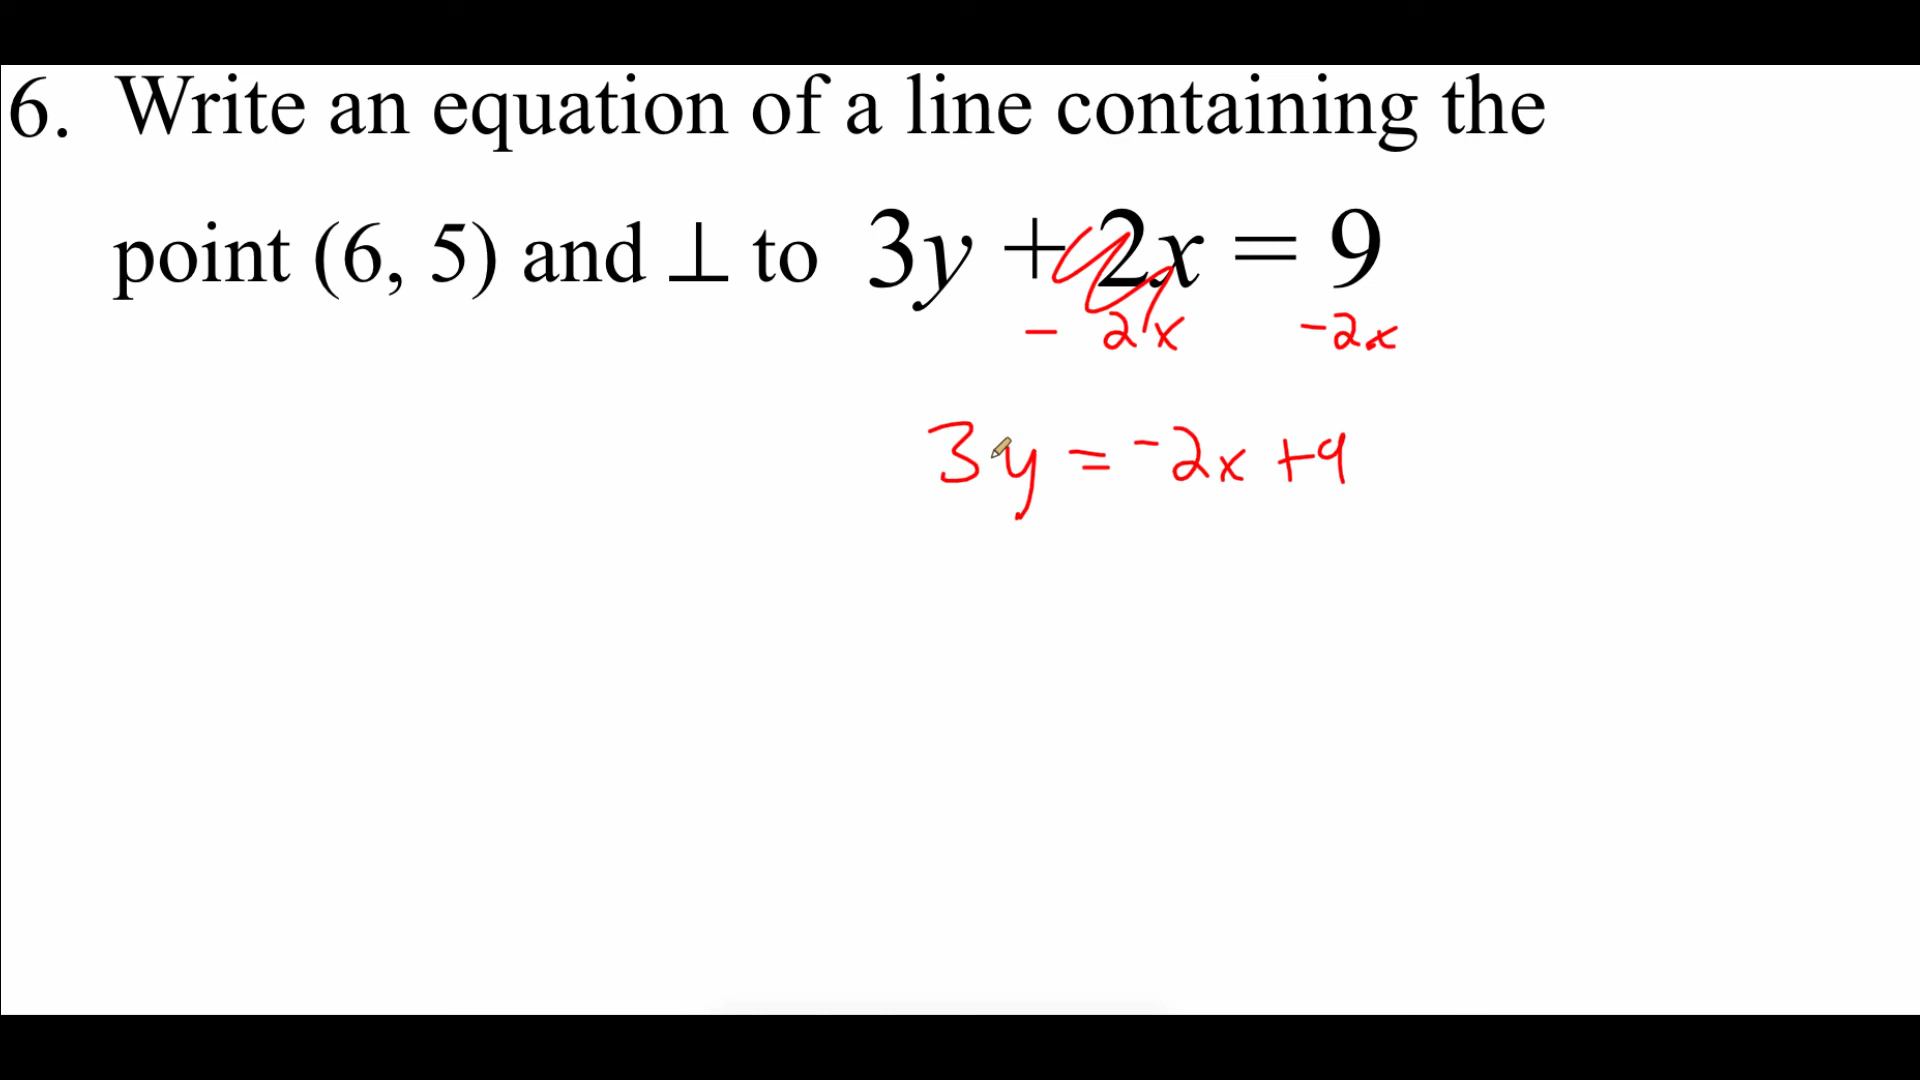 6. Write an equation of a line containing the
point (6, 5) and ⊥ to 3y + 2x = 9
- 2x -2x
3y = -2x +9